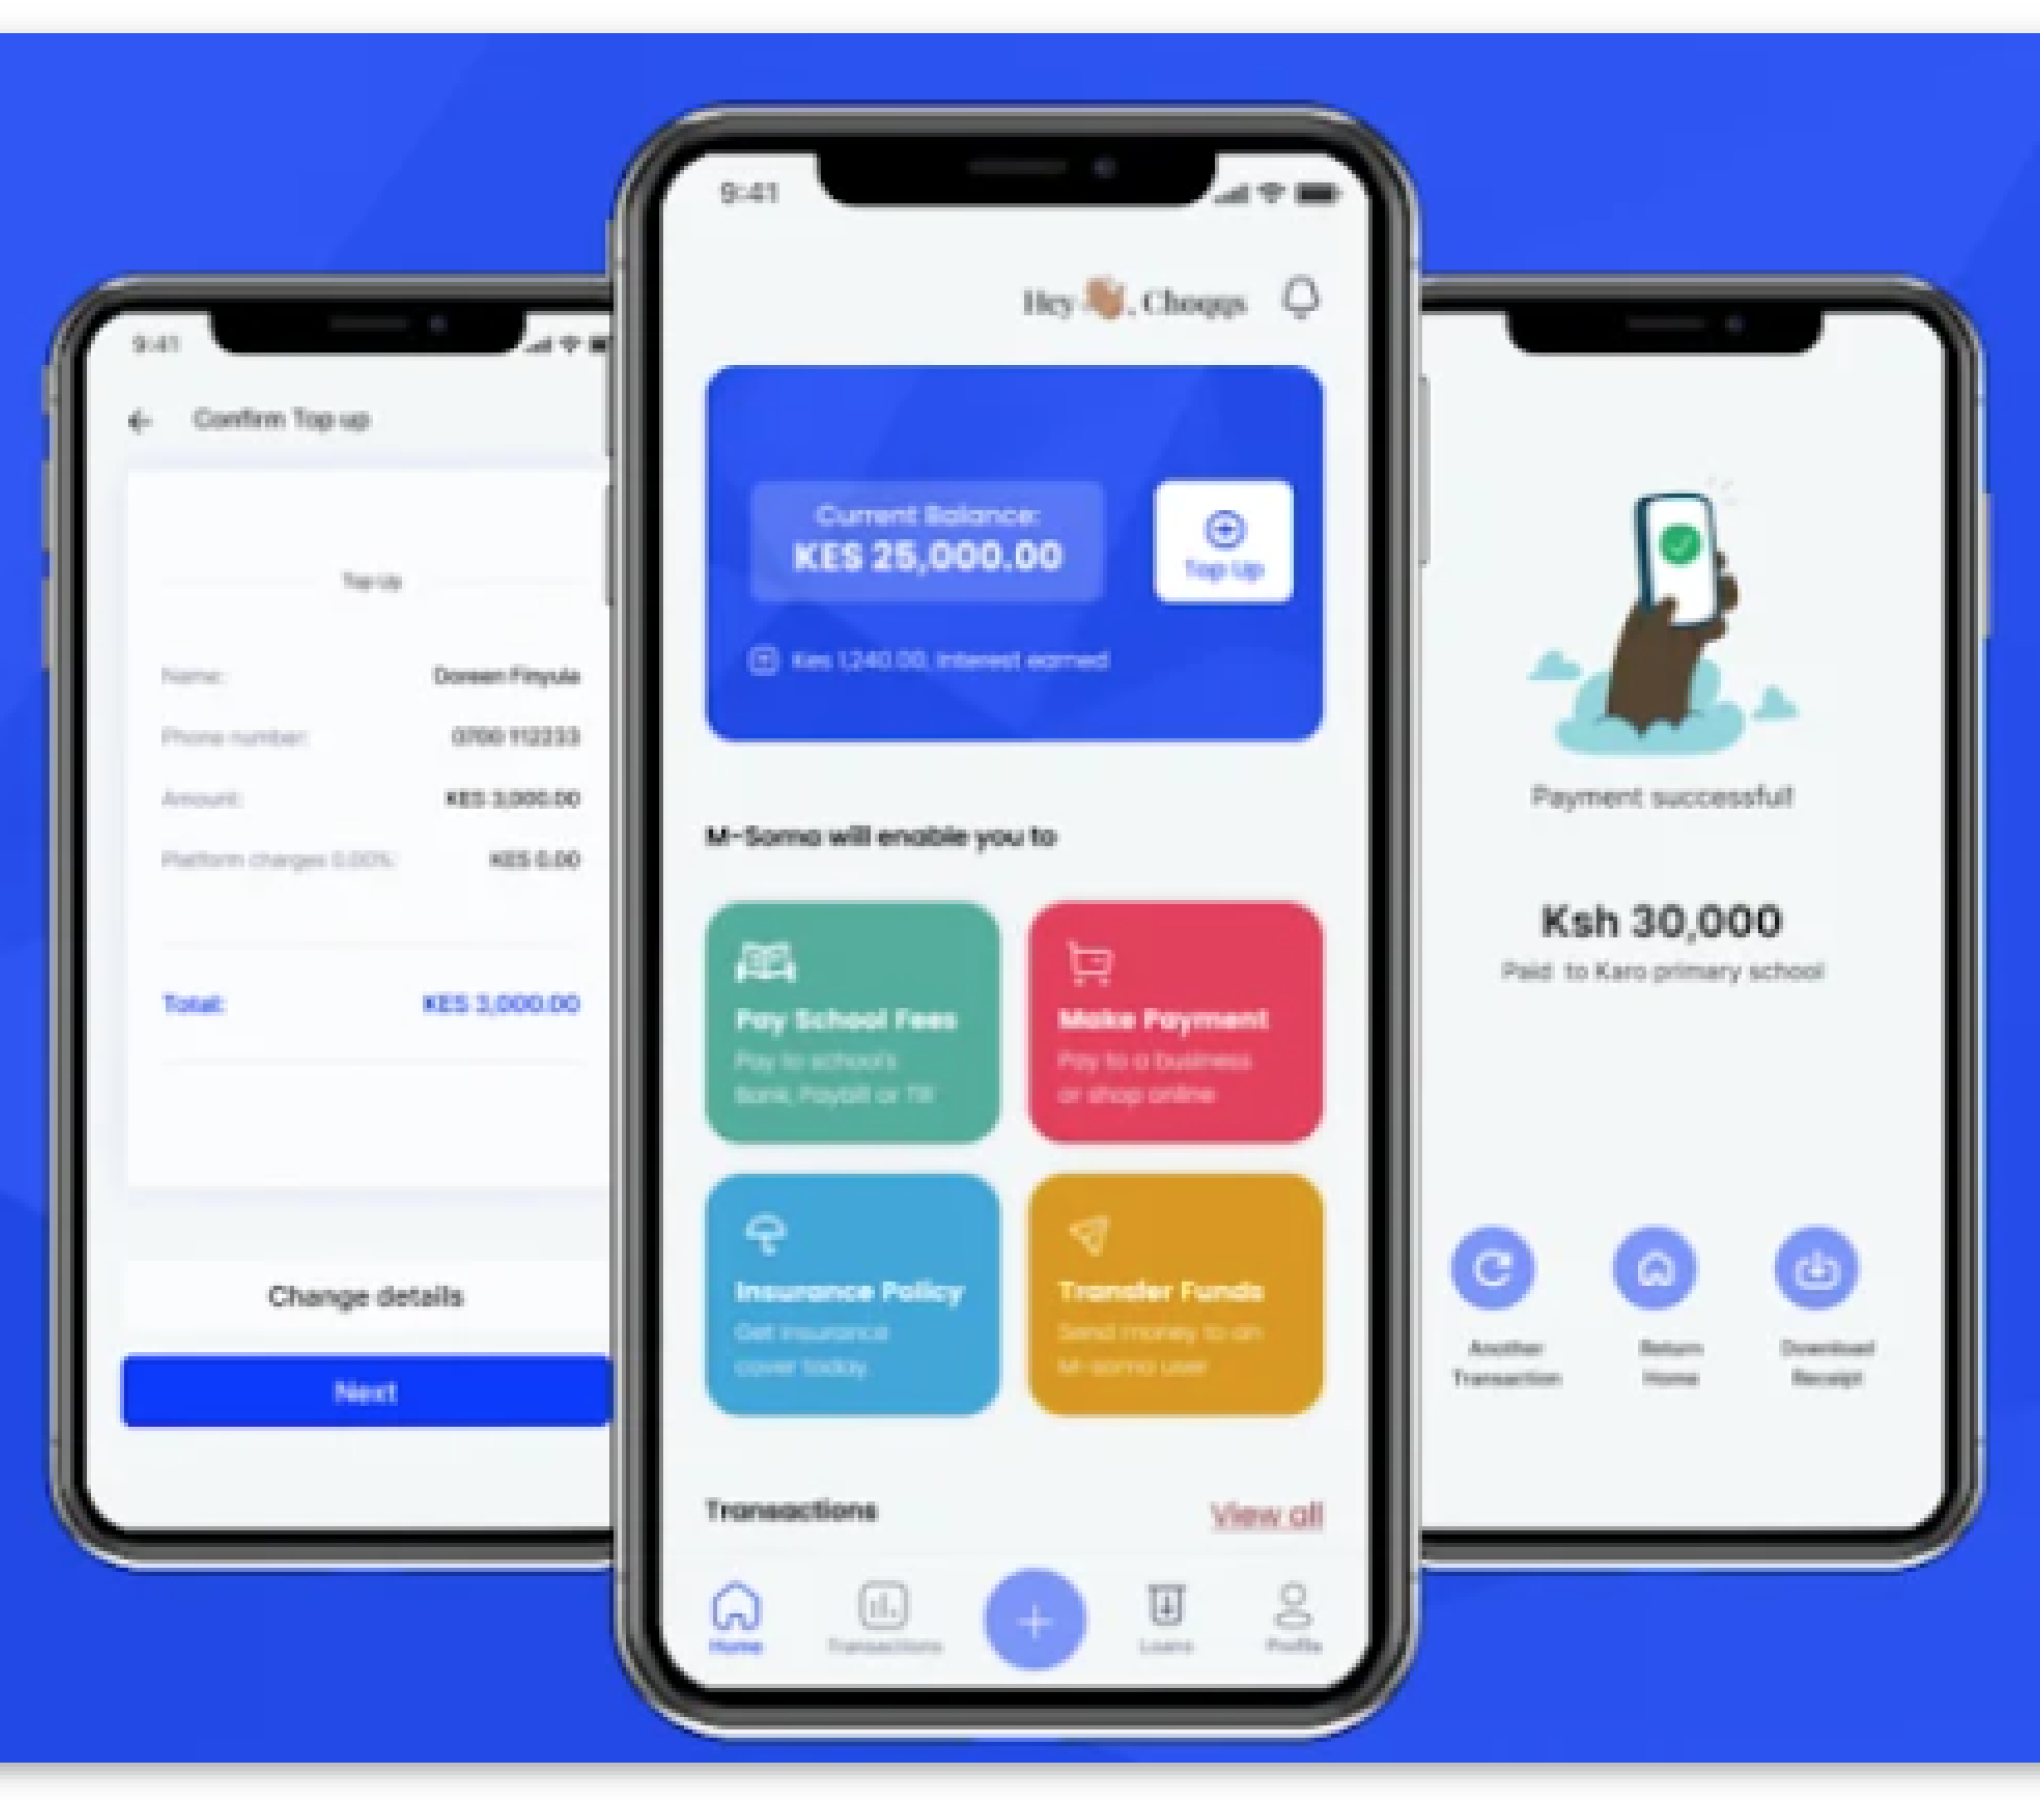 9:41
Confirm Top up
Top Up
Name: Doreen Finyula
Phone number: 0700 112233
Amount: KES 3,000.00
Platform charges 0.00%: KES 0.00
Total: KES 3,000.00
Change details
Next
9:41
Hey 👋🏽, Choggs
Current Balance:
KES 25,000.00
Top Up
Kes 1,240.00, Interest earned
M-Soma will enable you to
Pay School Fees
Pay to school's
Bank, Paybill or Till
Make Payment
Pay to a business
or shop online
Insurance Policy
Get insurance
cover today.
Transfer Funds
Send money to an
M-soma user
Transactions
View all
Home
Transactions
Loans
Profile
Payment successful!
Ksh 30,000
Paid to Karo primary school
Another
Transaction
Return
Home
Download
Receipt